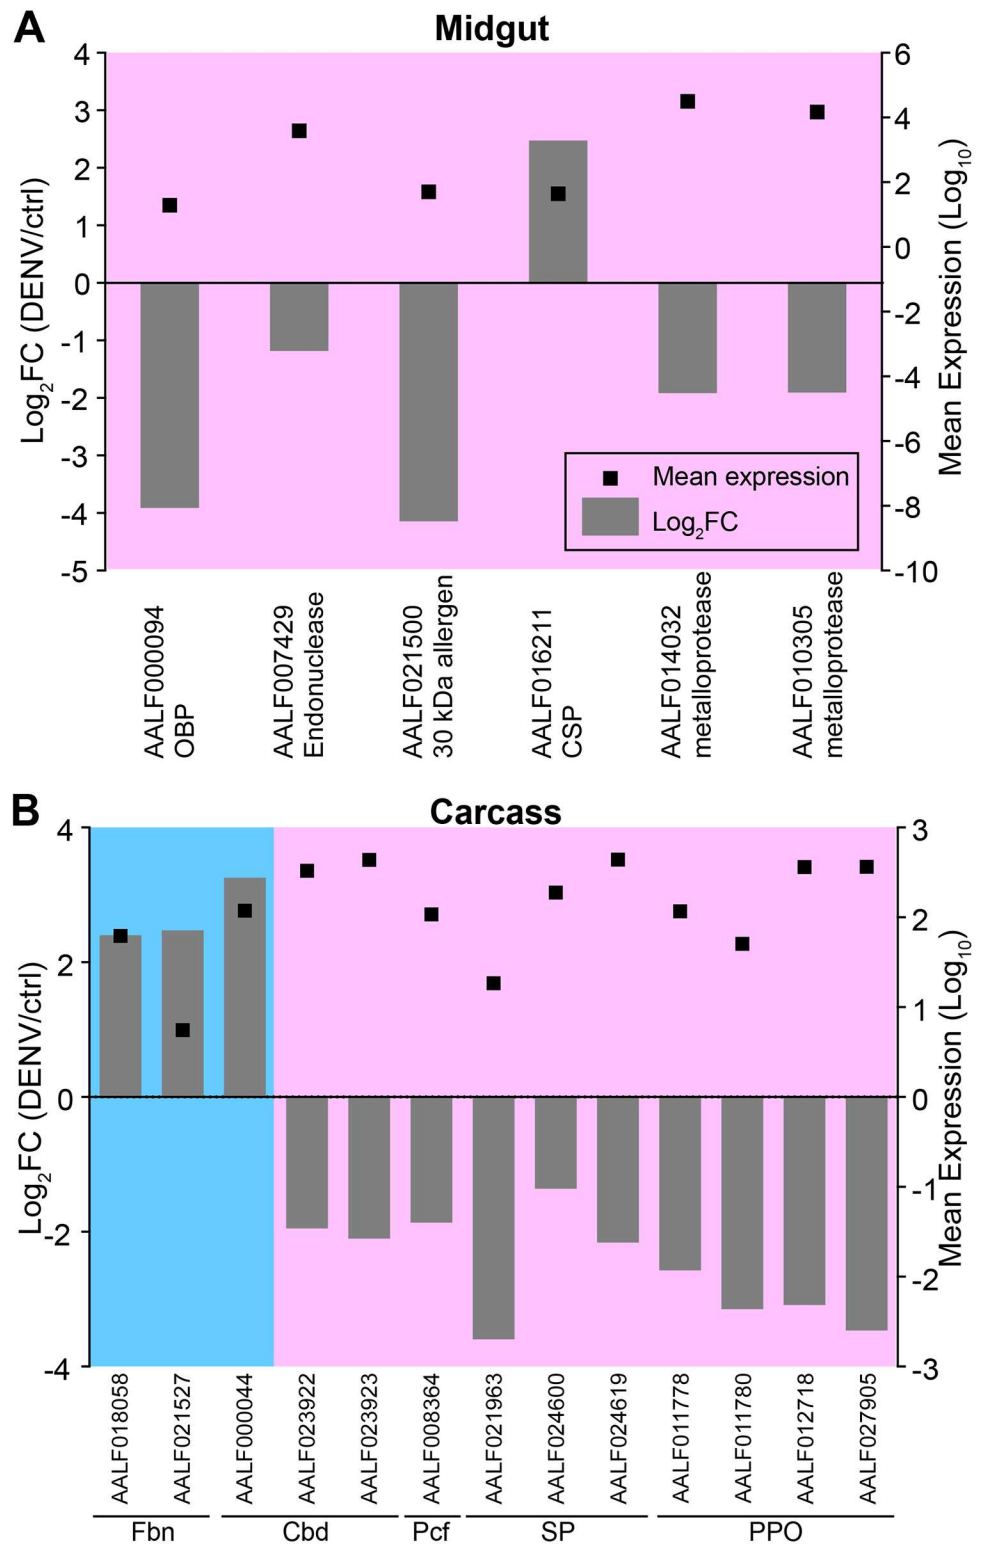 A
Midgut
4
3
2
1
0
-1
-2
-3
-4
-5
Log2FC (DENV/ctrl)
6
4
2
0
-2
-4
-6
-8
-10
Mean Expression (Log10)
Mean expression
Log2FC
AALF000094
OBP
AALF007429
Endonuclease
AALF021500
30 kDa allergen
AALF016211
CSP
AALF014032
metalloprotease
AALF010305
metalloprotease
B
Carcass
4
2
0
-2
-4
Log2FC (DENV/ctrl)
3
2
1
0
-1
-2
-3
Mean Expression (Log10)
AALF018058
AALF021527
AALF000044
AALF023922
AALF023923
AALF008364
AALF021963
AALF024600
AALF024619
AALF011778
AALF011780
AALF012718
AALF027905
Fbn
Cbd
Pcf
SP
PPO